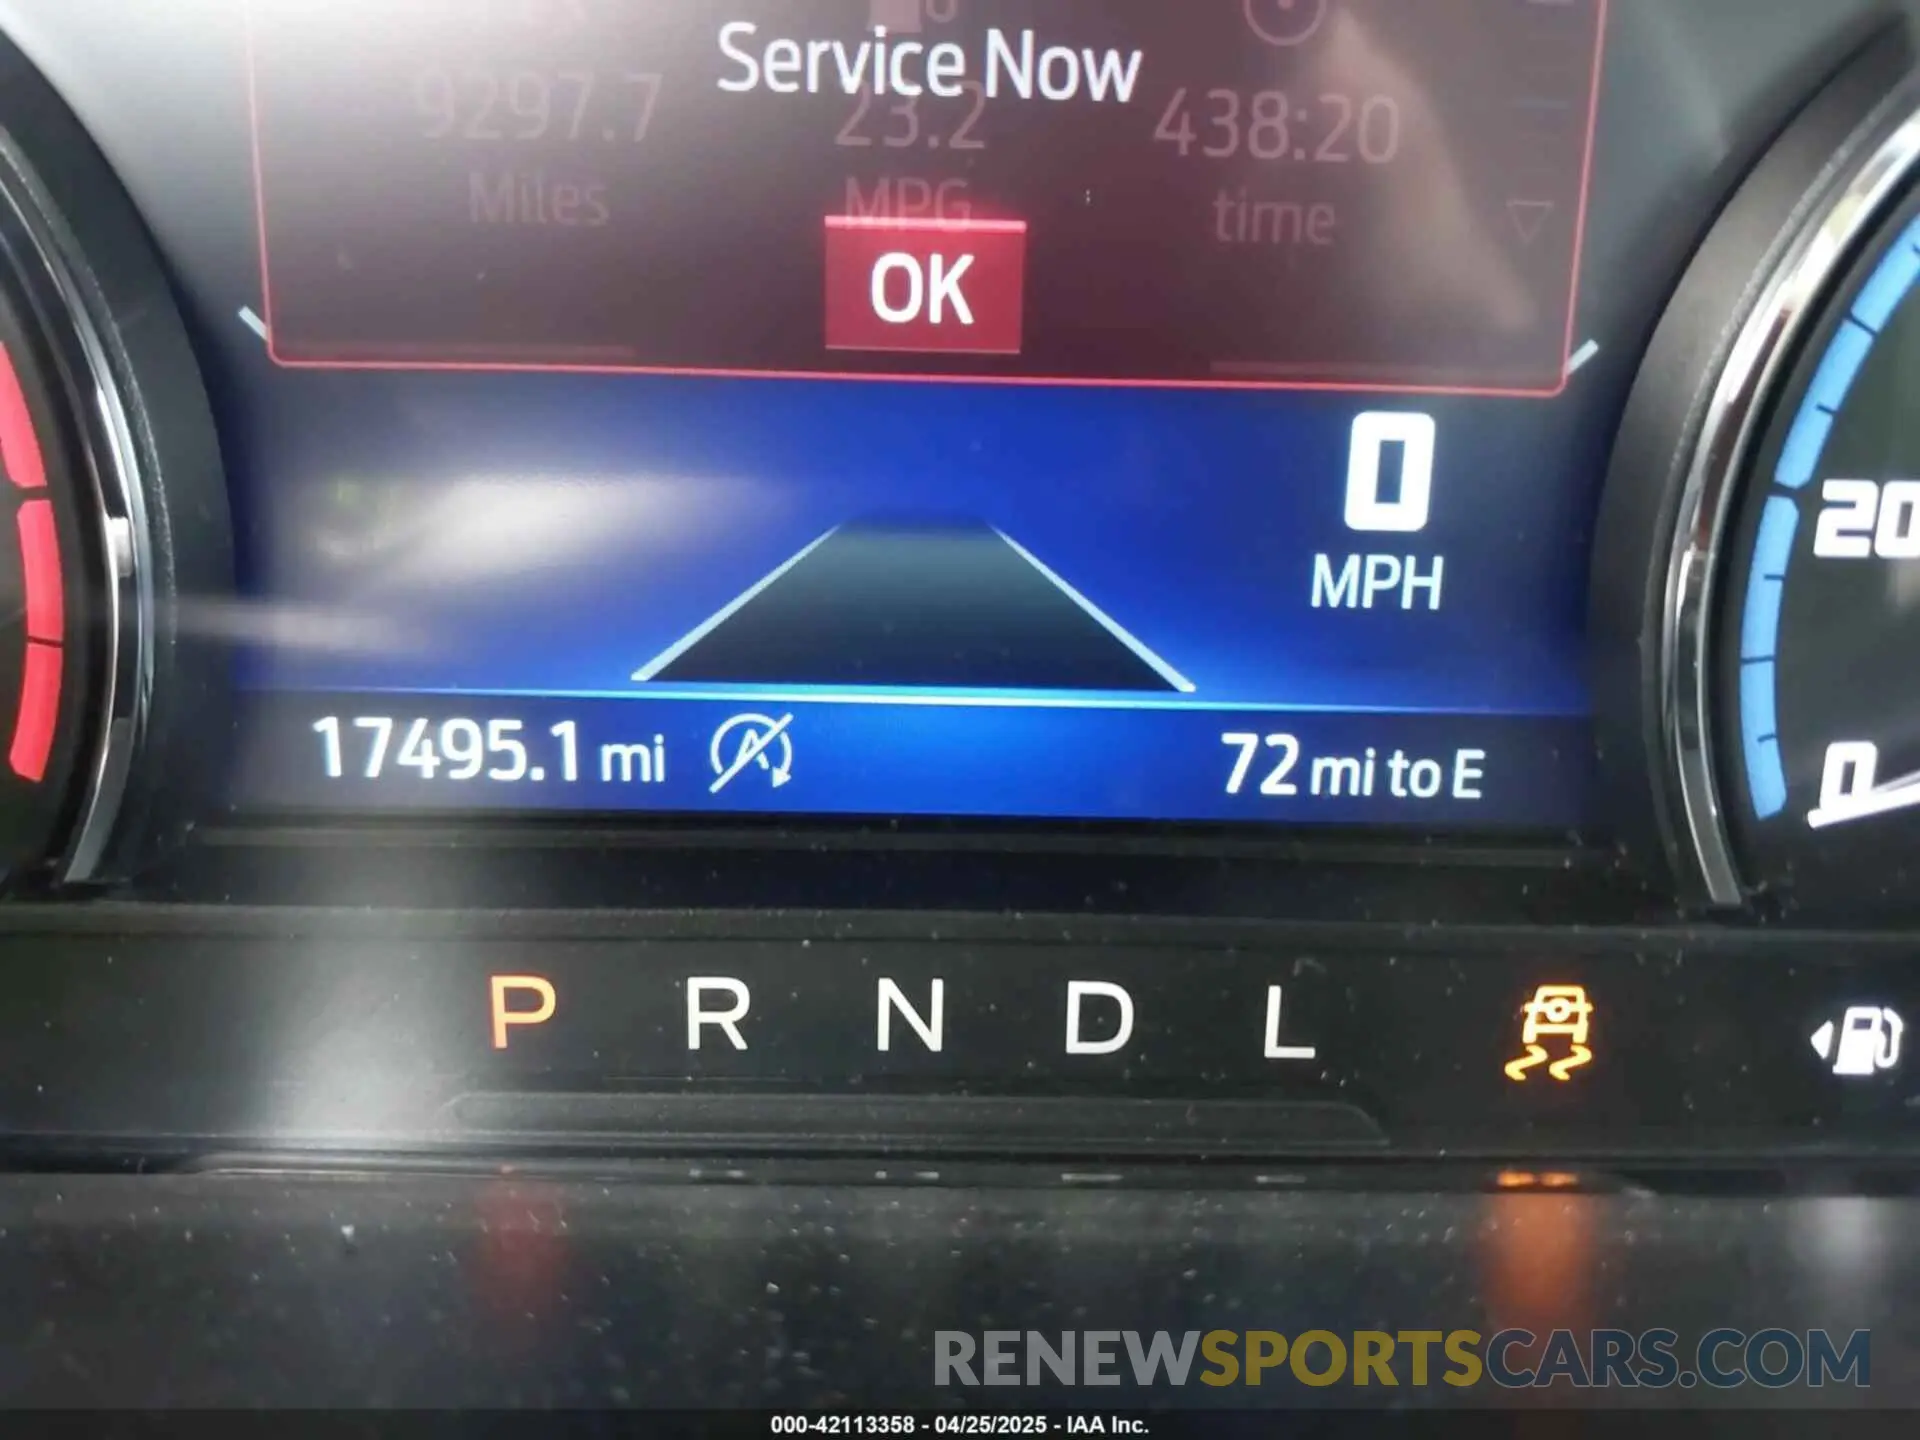 Service Now
9297.7 23.2 438:20
Miles MPG time
OK
0
MPH
20
0
17495.1 mi A 72 mi to E
P R N D L
RENEWSPORTSCARS.COM
000-42113358 - 04/25/2025 - IAA Inc.